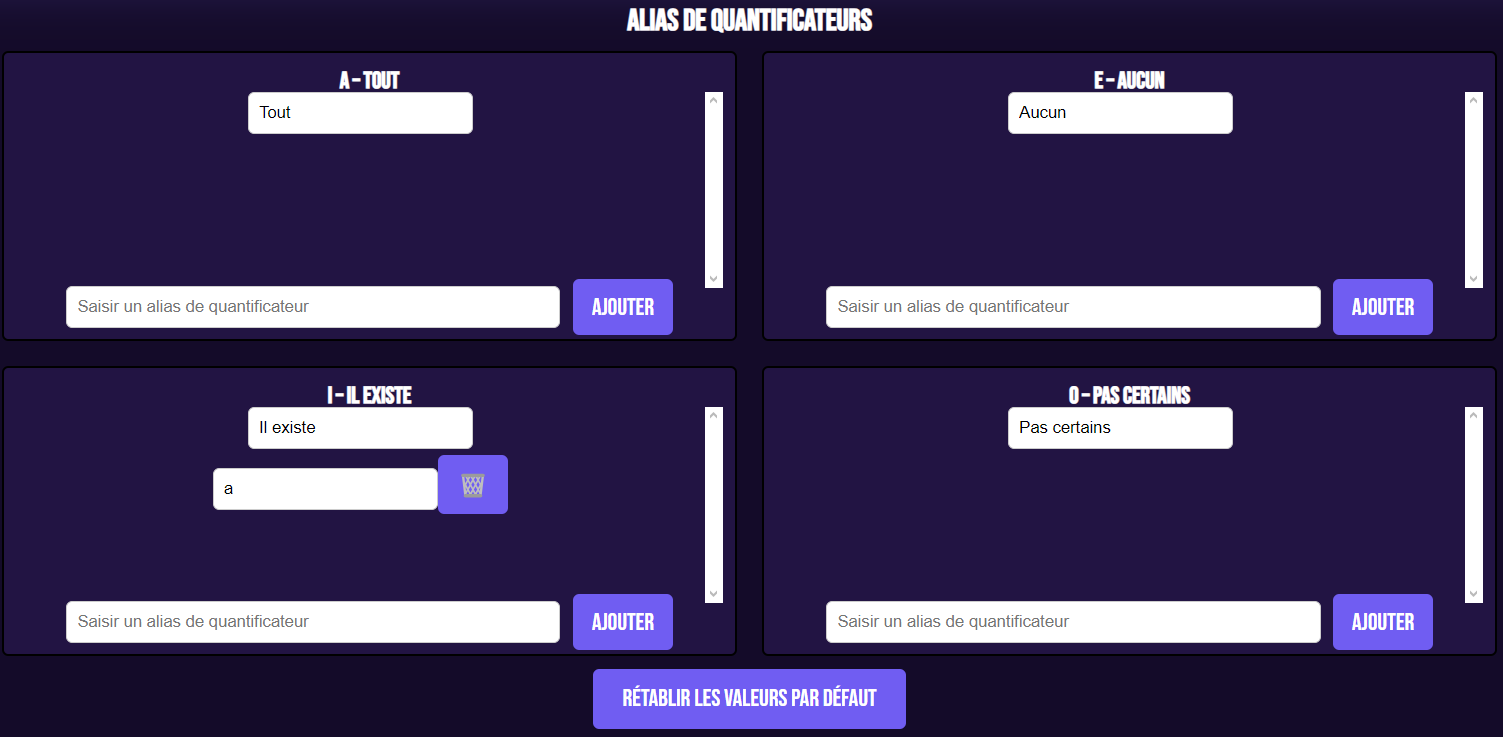 ALIAS DE QUANTIFICATEURS
A – TOUT
Tout
Saisir un alias de quantificateur
AJOUTER
E – AUCUN
Aucun
Saisir un alias de quantificateur
AJOUTER
I – IL EXISTE
Il existe
a
Saisir un alias de quantificateur
AJOUTER
O – PAS CERTAINS
Pas certains
Saisir un alias de quantificateur
AJOUTER
RÉTABLIR LES VALEURS PAR DÉFAUT